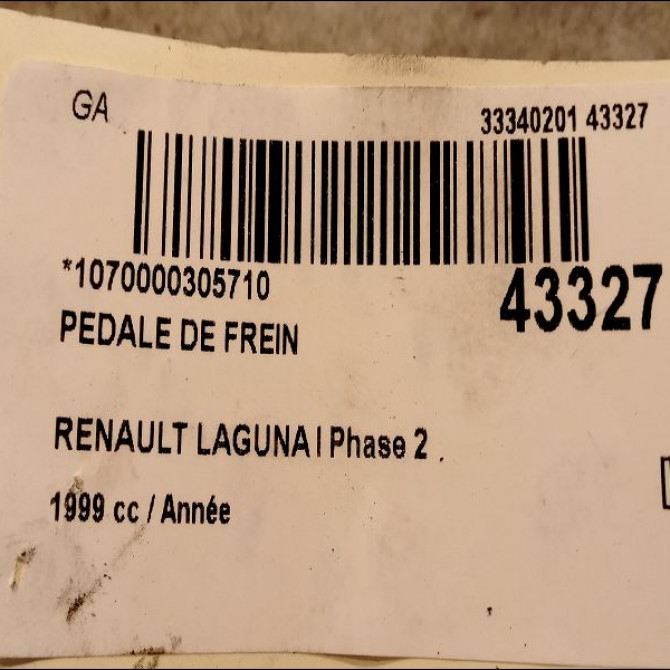 GA
33340201 43327
*1070000305710
43327
PEDALE DE FREIN
RENAULT LAGUNA I Phase 2 .
1999 cc / Année